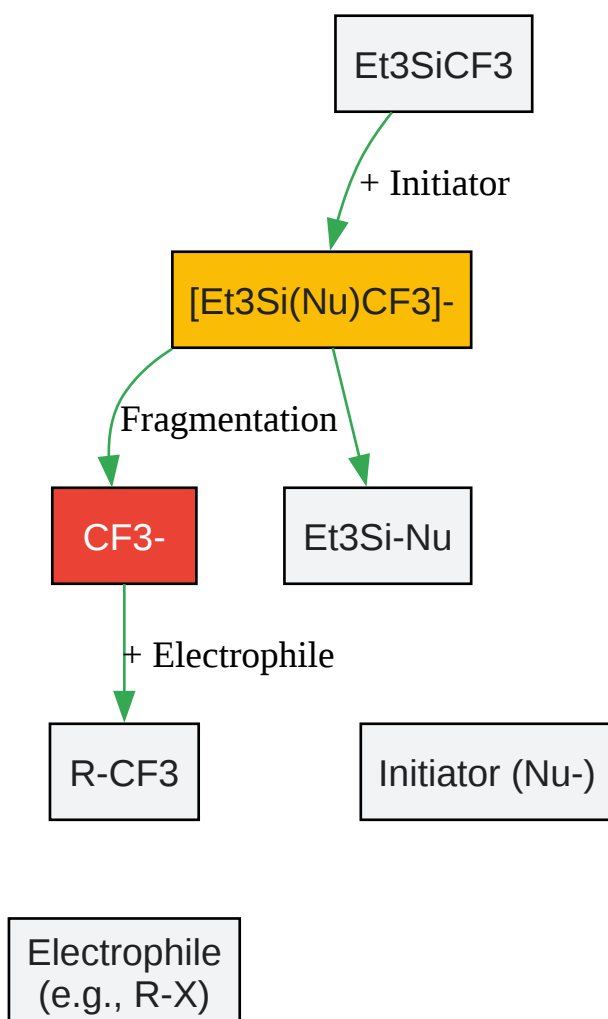 Et3SiCF3
+ Initiator
[Et3Si(Nu)CF3]-
Fragmentation
CF3-
Et3Si-Nu
+ Electrophile
R-CF3
Initiator (Nu-)
Electrophile
(e.g., R-X)